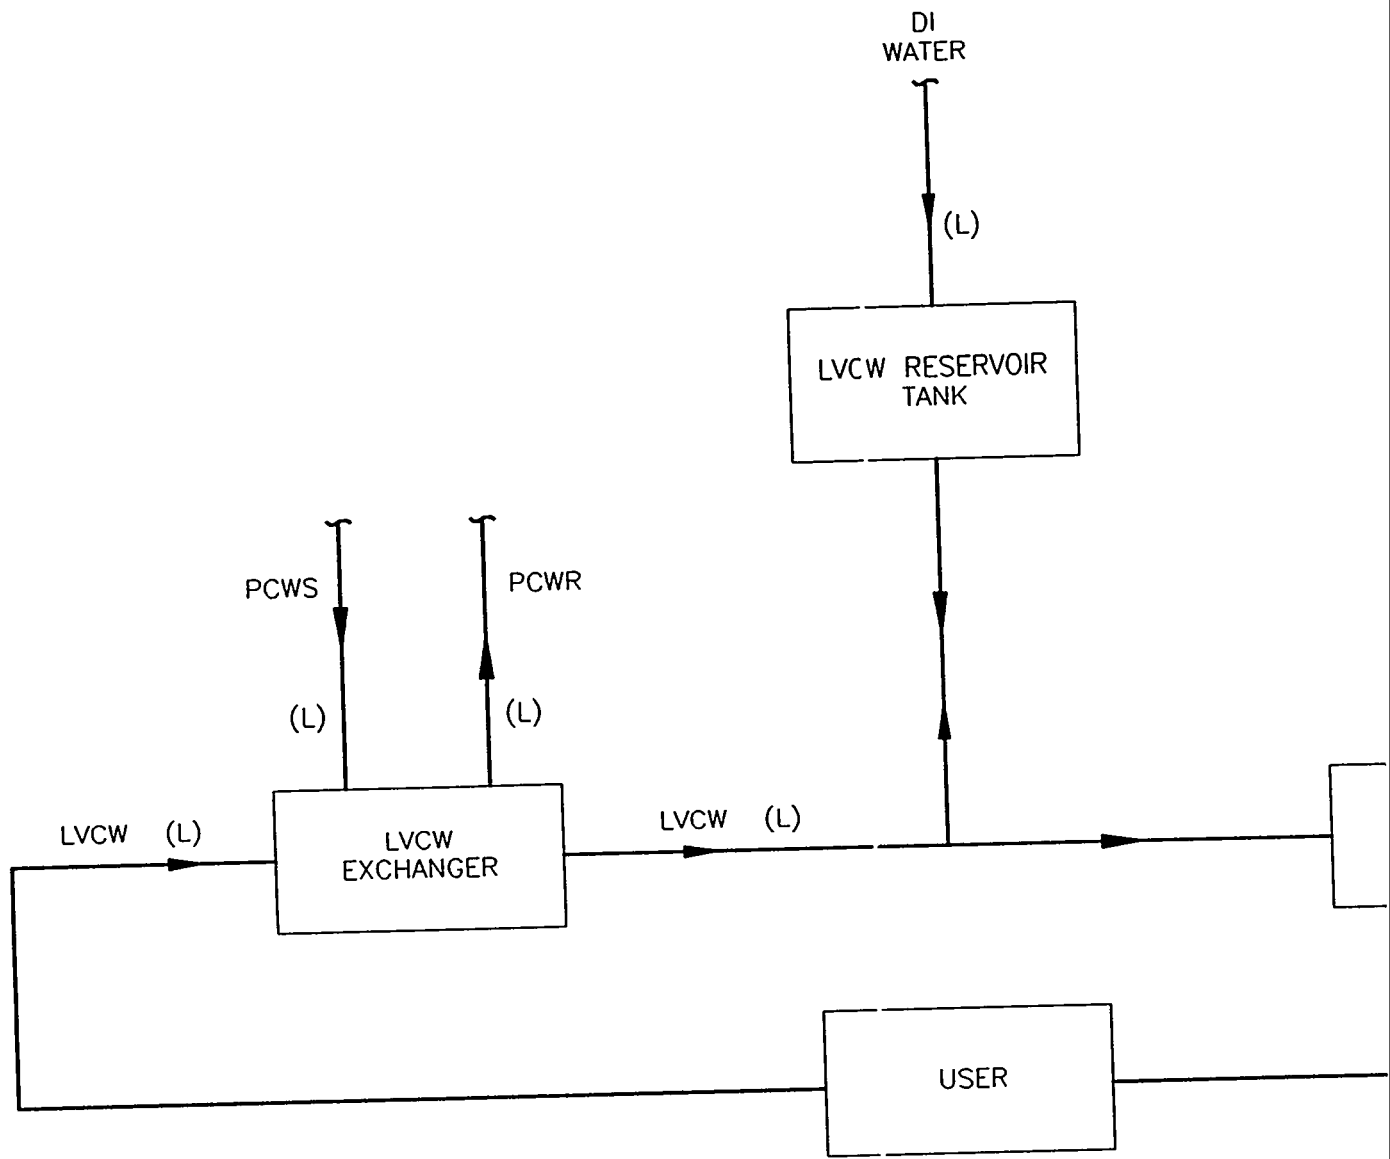 DI
WATER
(L)
LVCW RESERVOIR
TANK
PCWS
PCWR
(L)
(L)
LVCW (L)
LVCW
EXCHANGER
LVCW (L)
USER